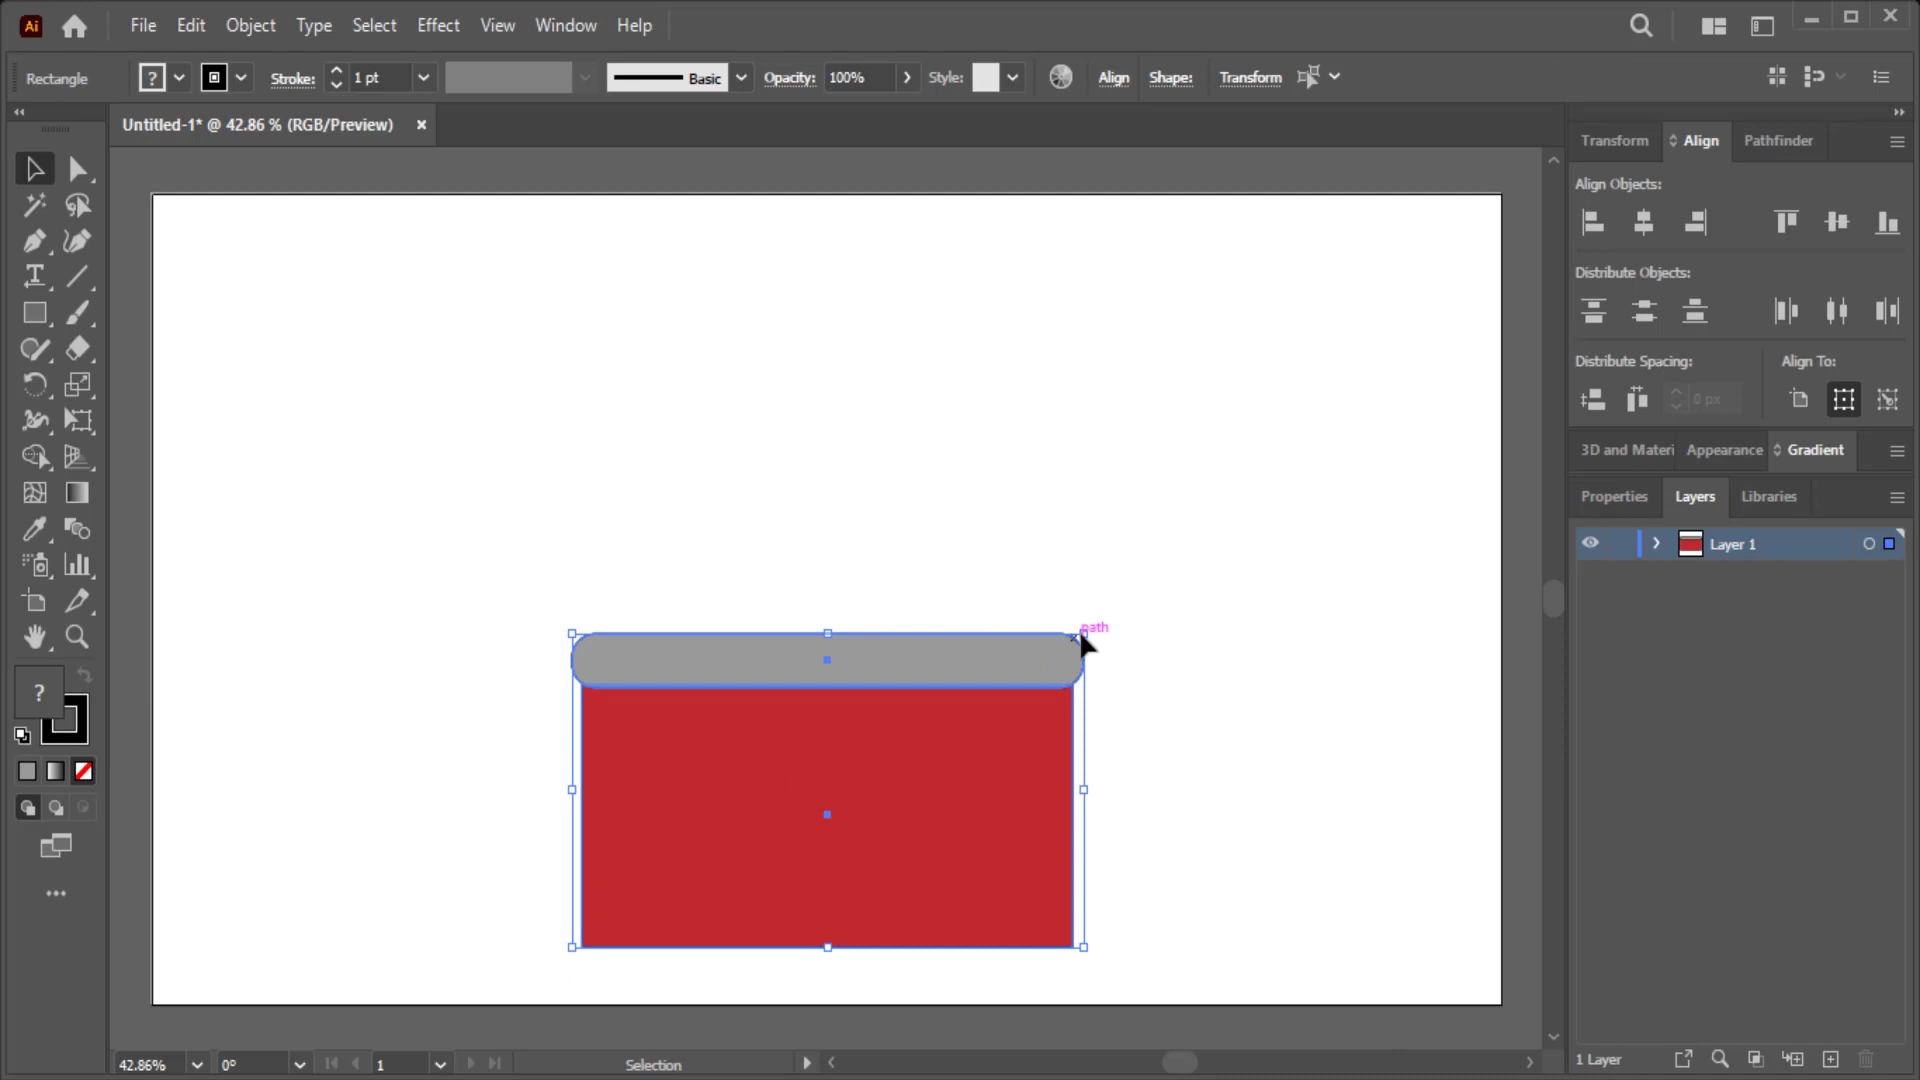 Ai File Edit Object Type Select Effect View Window Help
Rectangle ? Stroke: 1 pt Basic Opacity: 100% Style: Align Shape: Transform
Untitled-1* @ 42.86 % (RGB/Preview)
Transform Align Pathfinder
Align Objects:
Distribute Objects:
Distribute Spacing: Align To:
0 px
3D and Materi Appearance Gradient
Properties Layers Libraries
Layer 1
path
?
42.86% 0° 1 Selection
1 Layer